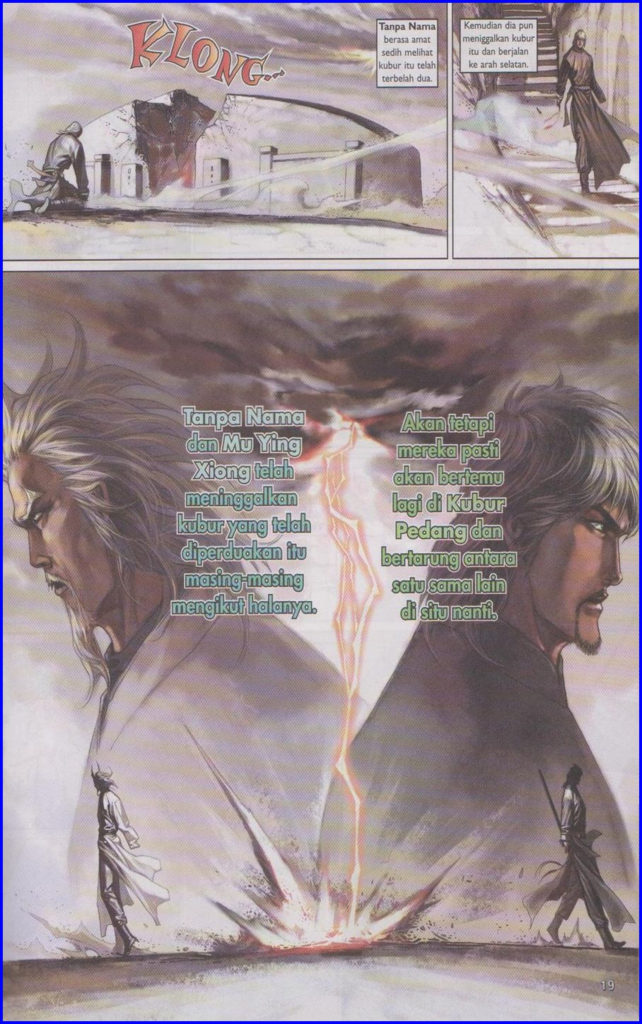 KLONG...
Tanpa Nama
berasa amat
sedih melihat
kubur itu telah
terbelah dua.
Kemudian dia pun
meniggalkan kubur
itu dan berjalan
ke arah selatan.
Tanpa Nama
dan Mu Ying
Xiong telah
meninggalkan
kubur yang telah
diperduakan itu
masing-masing
mengikut halanya.
Akan tetapi
mereka pasti
akan bertemu
lagi di Kubur
Pedang dan
bertarung antara
satu sama lain
di situ nanti.
19